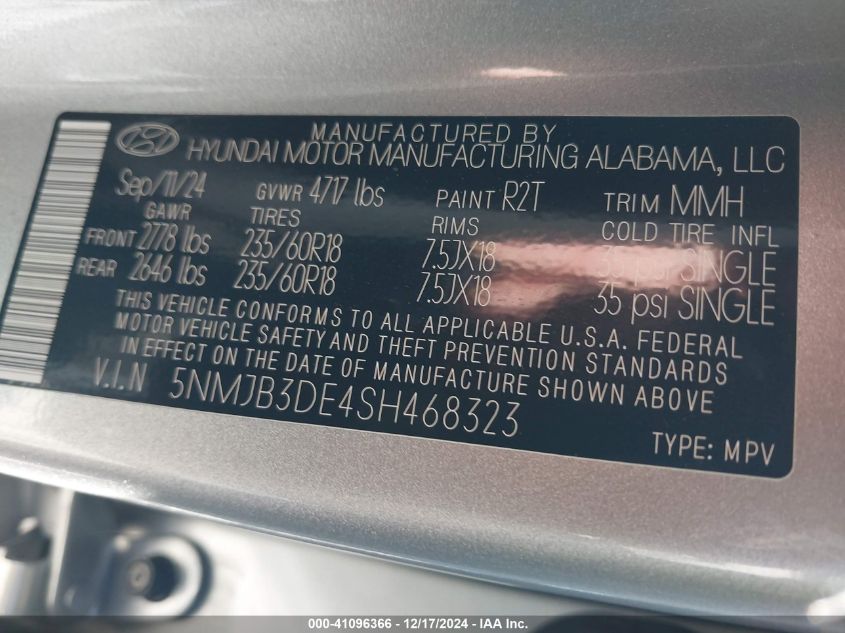 MANUFACTURED BY
HYUNDAI MOTOR MANUFACTURING ALABAMA, LLC
Sep/11/24 GVWR 4717 lbs PAINT R2T TRIM MMH
GAWR TIRES RIMS COLD TIRE INFL
FRONT 2778 lbs 235/60R18 7.5JX18 35 psi SINGLE
REAR 2646 lbs 235/60R18 7.5JX18 35 psi SINGLE
THIS VEHICLE CONFORMS TO ALL APPLICABLE U.S.A. FEDERAL
MOTOR VEHICLE SAFETY AND THEFT PREVENTION STANDARDS
IN EFFECT ON THE DATE OF MANUFACTURE SHOWN ABOVE
V.I.N 5NMJB3DE4SH468323
TYPE: MPV
000-41096366 - 12/17/2024 - IAA Inc.